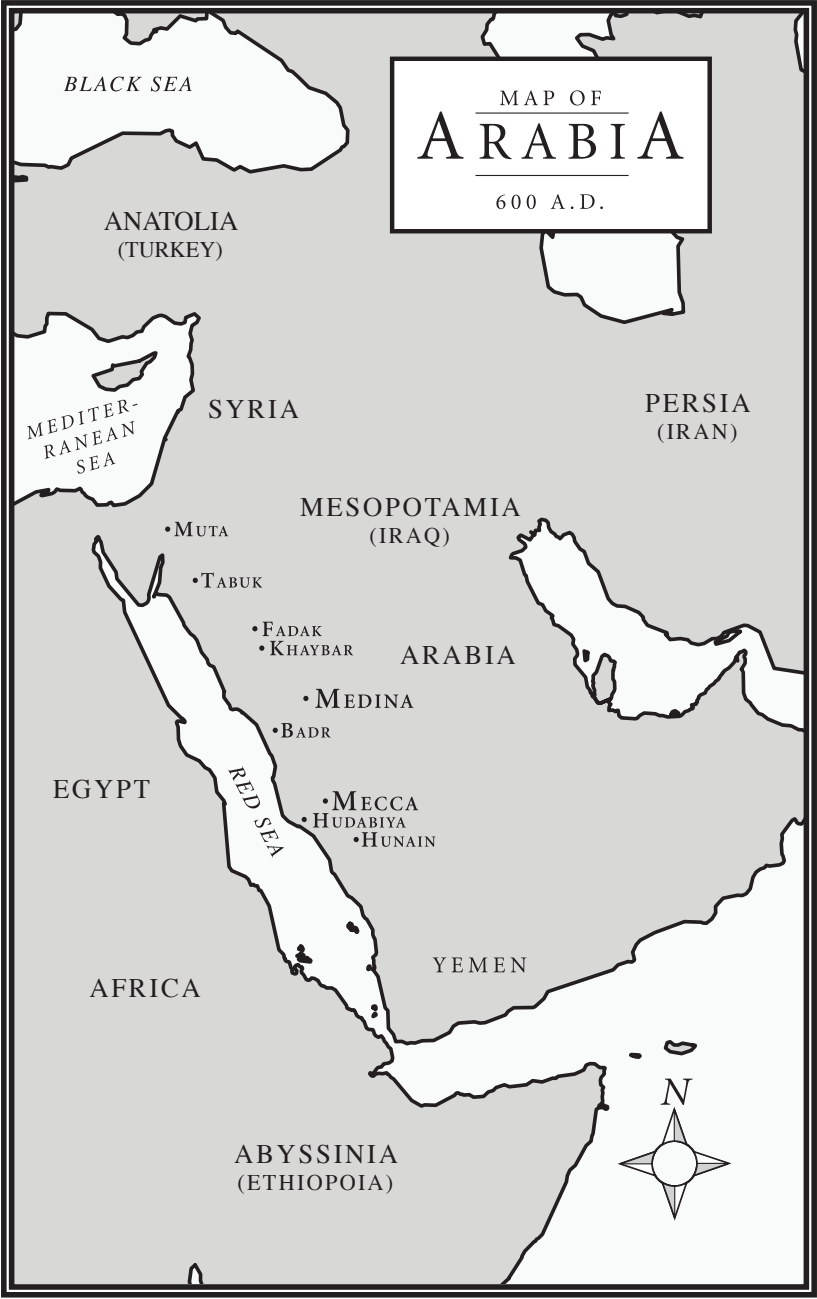 BLACK SEA
MAP OF
ARABIA
600 A.D.
ANATOLIA
(TURKEY)
MEDITER-
RANEAN
SEA
SYRIA
PERSIA
(IRAN)
MESOPOTAMIA
(IRAQ)
•MUTA
•TABUK
•FADAK
•KHAYBAR
ARABIA
•MEDINA
•BADR
RED SEA
EGYPT
•MECCA
•HUDABIYA
•HUNAIN
YEMEN
AFRICA
N
ABYSSINIA
(ETHIOPOIA)